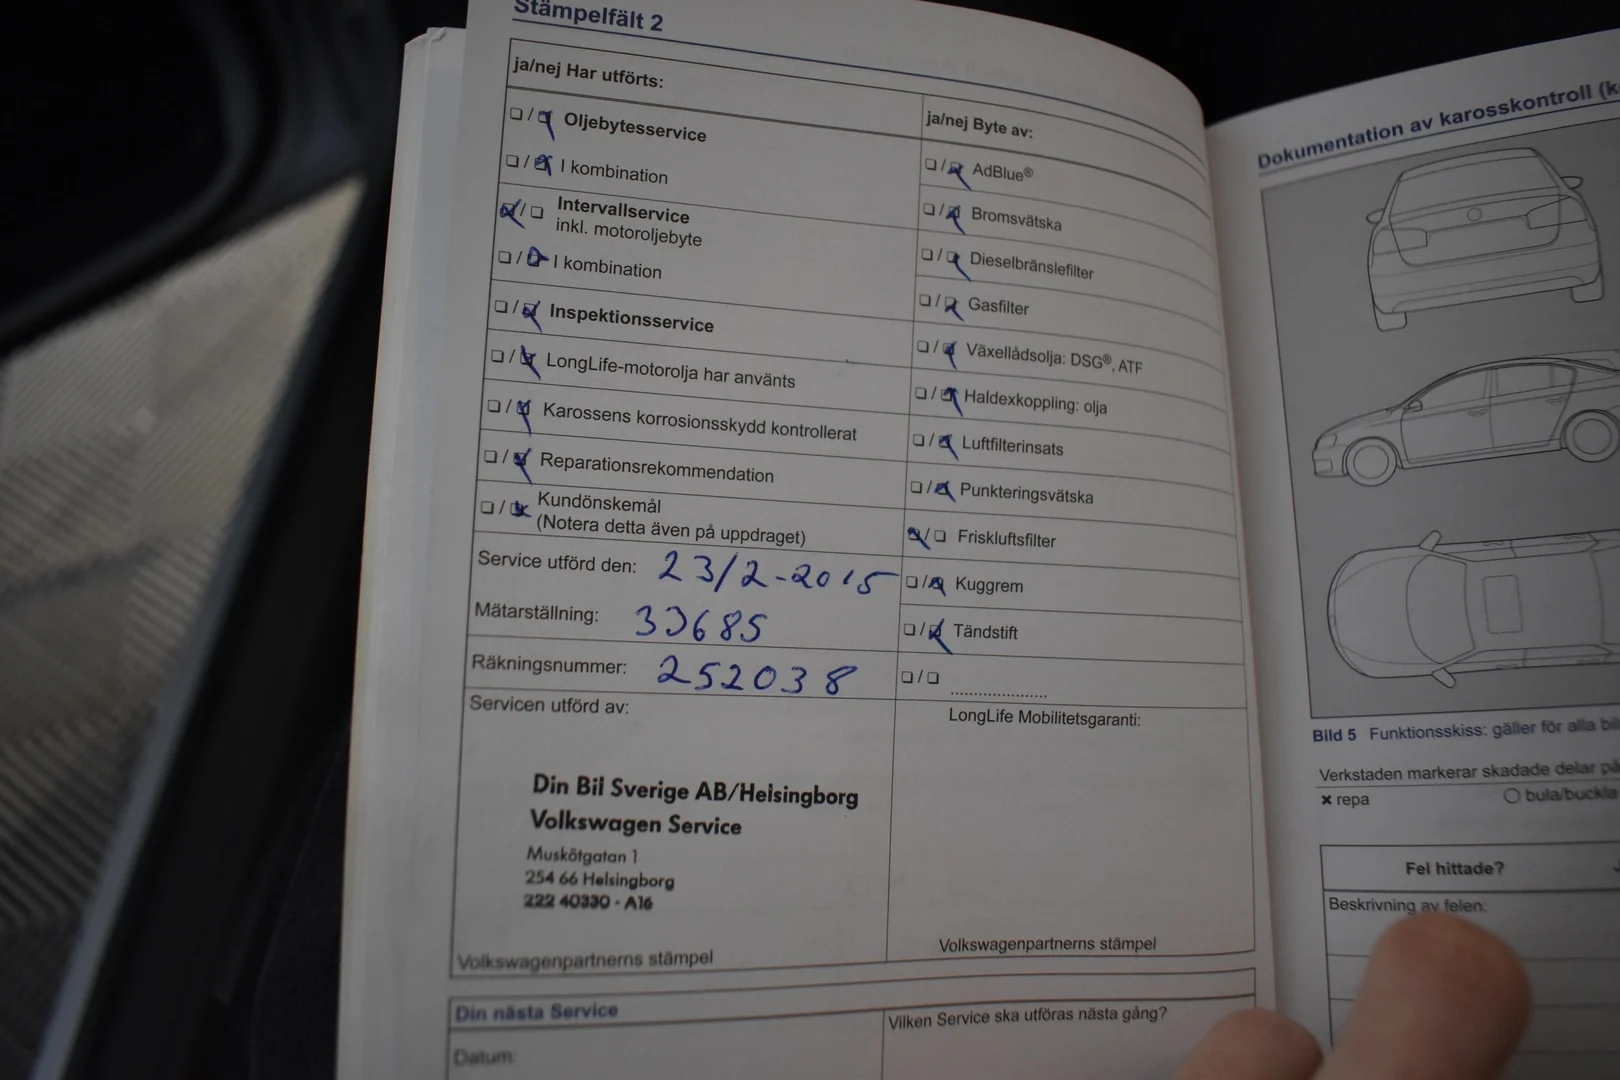 Stämpelfält 2
ja/nej Har utförts:
❏ / ❏ Oljebytesservice
❏ / ❏ I kombination
❏ / ❏ Intervallservice
inkl. motoroljebyte
❏ / ❏ I kombination
❏ / ❏ Inspektionsservice
❏ / ❏ LongLife-motorolja har använts
❏ / ❏ Karossens korrosionsskydd kontrollerat
❏ / ❏ Reparationsrekommendation
❏ / ❏ Kundönskemål
(Notera detta även på uppdraget)
Service utförd den: 23/2-2015
Mätarställning: 30685
Räkningsnummer: 252038
Servicen utförd av:
Din Bil Sverige AB/Helsingborg
Volkswagen Service
Muskötgatan 1
254 66 Helsingborg
222 40330 - A16
Volkswagenpartnerns stämpel
ja/nej Byte av:
❏ / ❏ AdBlue®
❏ / ❏ Bromsvätska
❏ / ❏ Dieselbränslefilter
❏ / ❏ Gasfilter
❏ / ❏ Växellådsolja: DSG®, ATF
❏ / ❏ Haldexkoppling: olja
❏ / ❏ Luftfilterinsats
❏ / ❏ Punkteringsvätska
❏ / ❏ Friskluftsfilter
❏ / ❏ Kuggrem
❏ / ❏ Tändstift
❏ / ❏ .....................
LongLife Mobilitetsgaranti:
Volkswagenpartnerns stämpel
Din nästa Service
Datum:
Vilken Service ska utföras nästa gång?
Dokumentation av karosskontroll
Bild 5 Funktionsskiss: gäller för alla
Verkstaden markerar skadade delar på
× repa
○ bula/buckla
Fel hittade?
Beskrivning av felen: